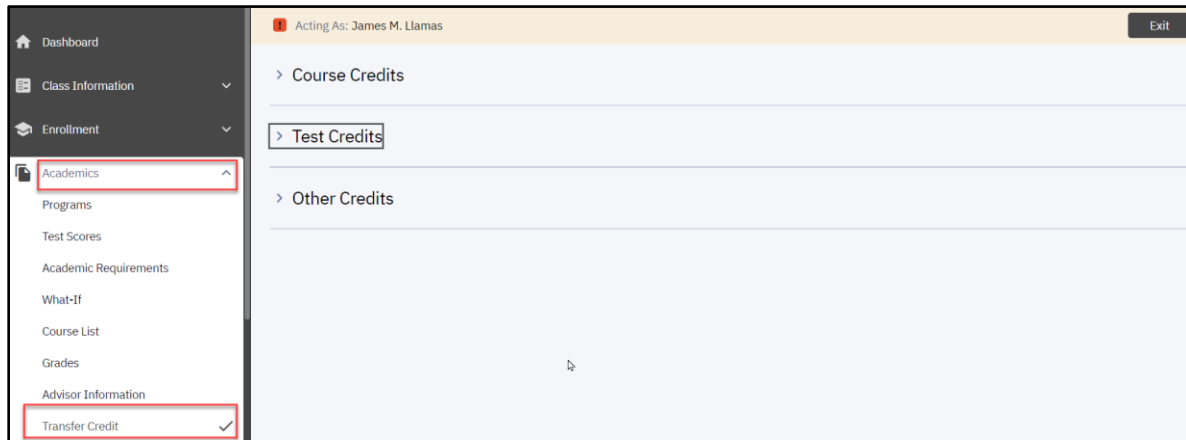 Dashboard
Class Information
Enrollment
Academics
Programs
Test Scores
Academic Requirements
What-If
Course List
Grades
Advisor Information
Transfer Credit
Acting As: James M. Llamas
Exit
Course Credits
Test Credits
Other Credits